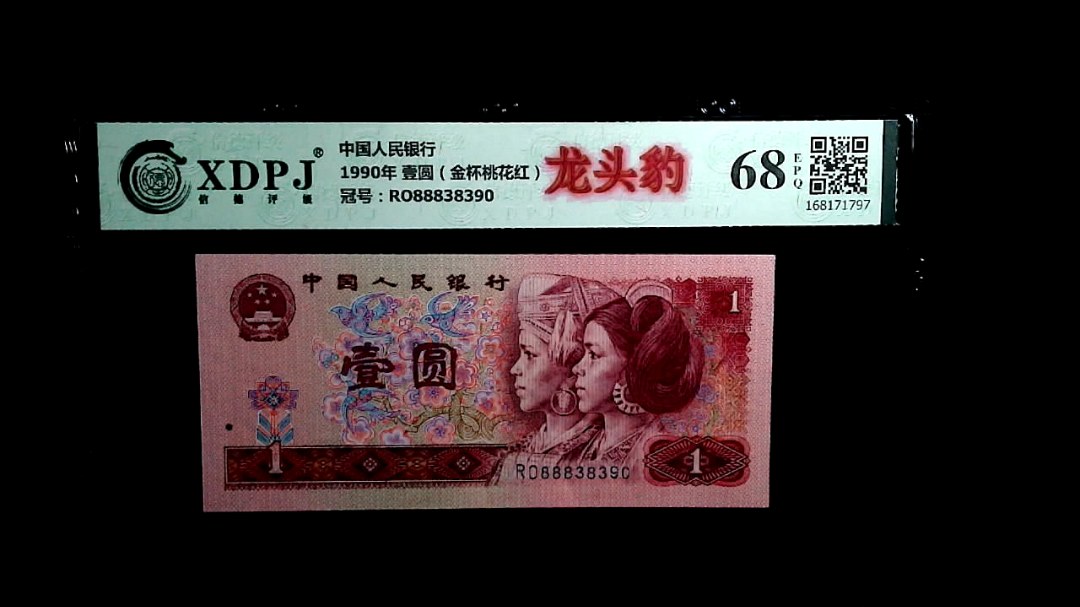 XDPJ®
信德评级
中国人民银行
1990年 壹圆（金杯桃花红）
冠号：RO88838390
龙头豹
68
EPQ
168171797
中国人民银行
1
壹圆
1
RO88838390
1